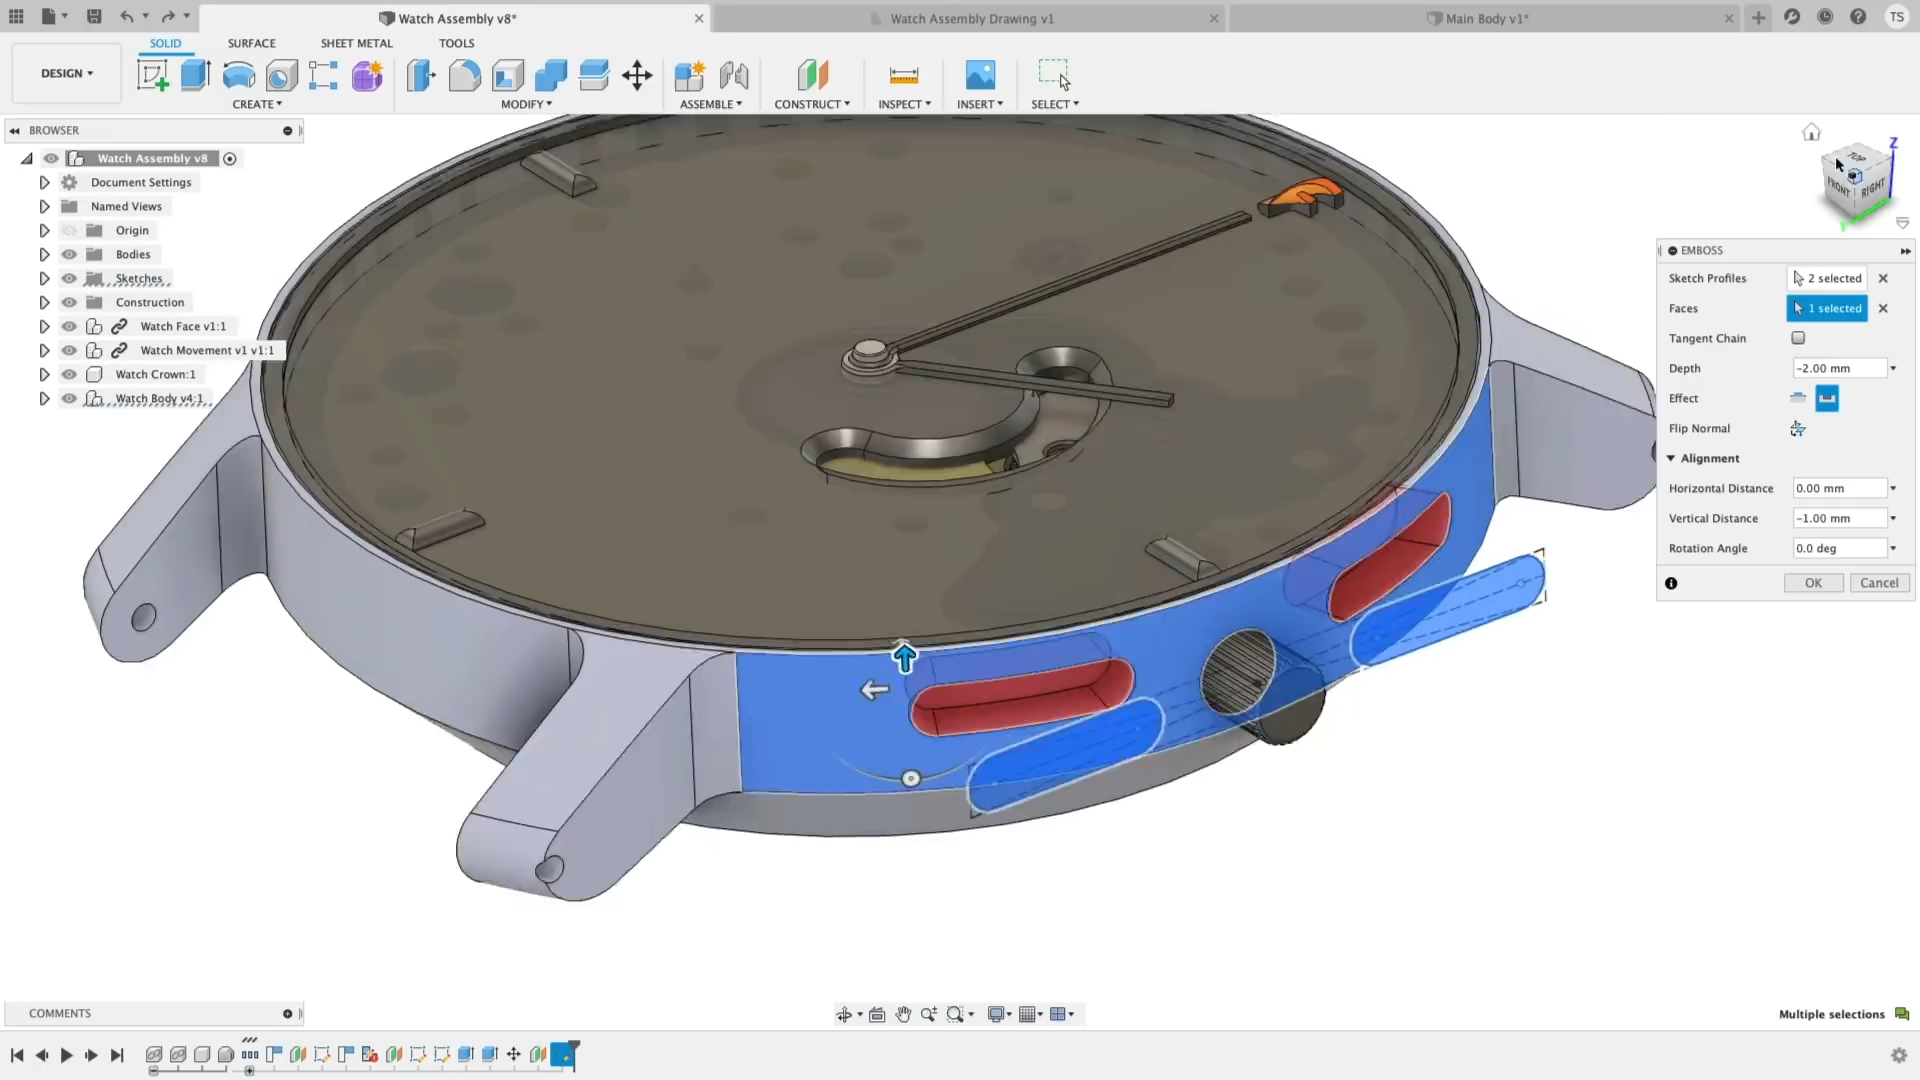 Watch Assembly v8*
Watch Assembly Drawing v1
Main Body v1*
TS
DESIGN
SOLID
SURFACE
SHEET METAL
TOOLS
CREATE
MODIFY
ASSEMBLE
CONSTRUCT
INSPECT
INSERT
SELECT
BROWSER
Watch Assembly v8
Document Settings
Named Views
Origin
Bodies
Sketches
Construction
Watch Face v1:1
Watch Movement v1 v1:1
Watch Crown:1
Watch Body v4:1
Z
TOP
FRONT
RIGHT
Y
EMBOSS
Sketch Profiles
2 selected
Faces
1 selected
Tangent Chain
Depth
-2.00 mm
Effect
Flip Normal
Alignment
Horizontal Distance
0.00 mm
Vertical Distance
-1.00 mm
Rotation Angle
0.0 deg
OK
Cancel
COMMENTS
Multiple selections